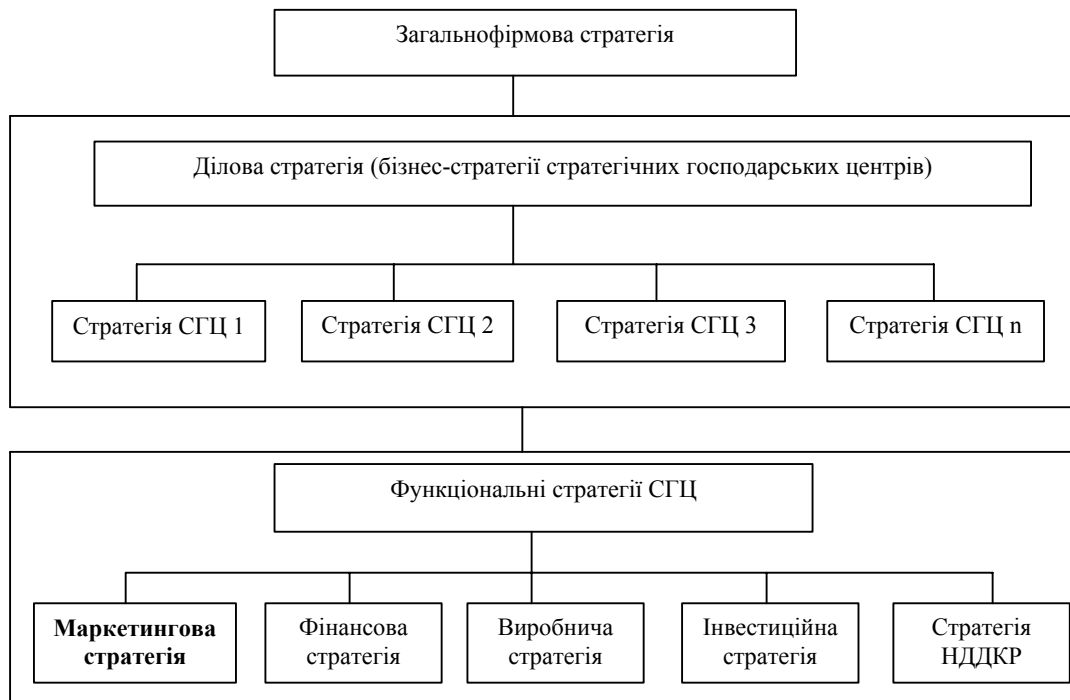 Загальнофірмова стратегія
Ділова стратегія (бізнес-стратегії стратегічних господарських центрів)
Стратегія СГЦ 1
Стратегія СГЦ 2
Стратегія СГЦ 3
Стратегія СГЦ n
Функціональні стратегії СГЦ
Маркетингова
стратегія
Фінансова
стратегія
Виробнича
стратегія
Інвестиційна
стратегія
Стратегія
НДДКР